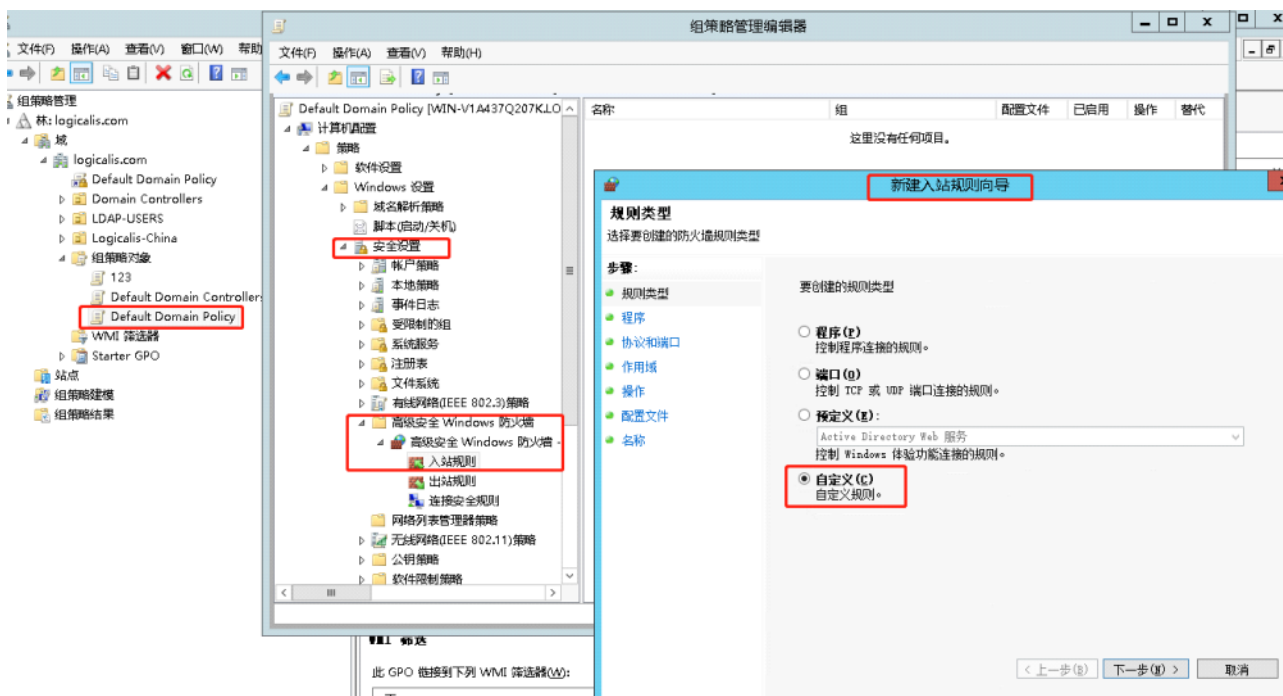 组策略管理编辑器
文件(F) 操作(A) 查看(V) 窗口(W) 帮助
文件(F) 操作(A) 查看(V) 帮助(H)
组策略管理
林: logicalis.com
域
logicalis.com
Default Domain Policy
Domain Controllers
LDAP-USERS
Logicalis-China
组策略对象
123
Default Domain Controller
Default Domain Policy
WMI 筛选器
Starter GPO
站点
组策略建模
组策略结果
Default Domain Policy [WIN-V1A437Q207K.LO
计算机配置
策略
软件设置
Windows 设置
域名解析策略
脚本(启动/关机)
安全设置
帐户策略
本地策略
事件日志
受限制的组
系统服务
注册表
文件系统
有线网络(IEEE 802.3)策略
高级安全 Windows 防火墙
高级安全 Windows 防火墙 -
入站规则
出站规则
连接安全规则
网络列表管理器策略
无线网络(IEEE 802.11)策略
公钥策略
软件限制策略
名称 组 配置文件 已启用 操作 替代
这里没有任何项目。
新建入站规则向导
规则类型
选择要创建的防火墙规则类型
步骤:
规则类型
程序
协议和端口
作用域
操作
配置文件
名称
要创建的规则类型
程序(P)
控制程序连接的规则。
端口(O)
控制 TCP 或 UDP 端口连接的规则。
预定义(E):
Active Directory Web 服务
控制 Windows 体验功能连接的规则。
自定义(C)
自定义规则。
< 上一步(B) 下一步(N) > 取消
WMI 筛选
此 GPO 链接到下列 WMI 筛选器(W):